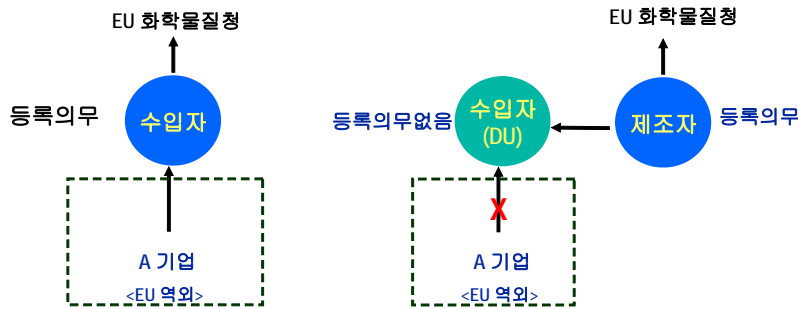 EU 화학물질청
등록의무
수입자
A 기업
<EU 역외>
EU 화학물질청
등록의무없음
수입자
(DU)
제조자
등록의무
X
A 기업
<EU 역외>